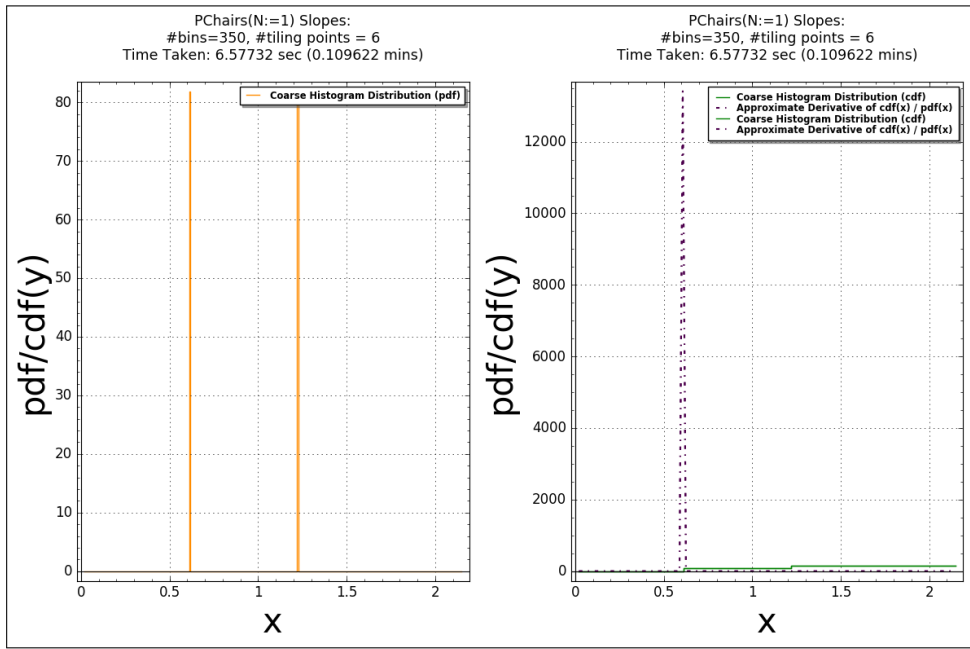 PChairs(N:=1) Slopes:
#bins=350, #tiling points = 6
Time Taken: 6.57732 sec (0.109622 mins)
Coarse Histogram Distribution (pdf)
80
70
60
50
40
30
20
10
0
pdf/cdf(y)
0
0.5
1
1.5
2
x
PChairs(N:=1) Slopes:
#bins=350, #tiling points = 6
Time Taken: 6.57732 sec (0.109622 mins)
Coarse Histogram Distribution (cdf)
Approximate Derivative of cdf(x) / pdf(x)
Coarse Histogram Distribution (cdf)
Approximate Derivative of cdf(x) / pdf(x)
12000
10000
8000
6000
4000
2000
0
pdf/cdf(y)
0
0.5
1
1.5
2
x